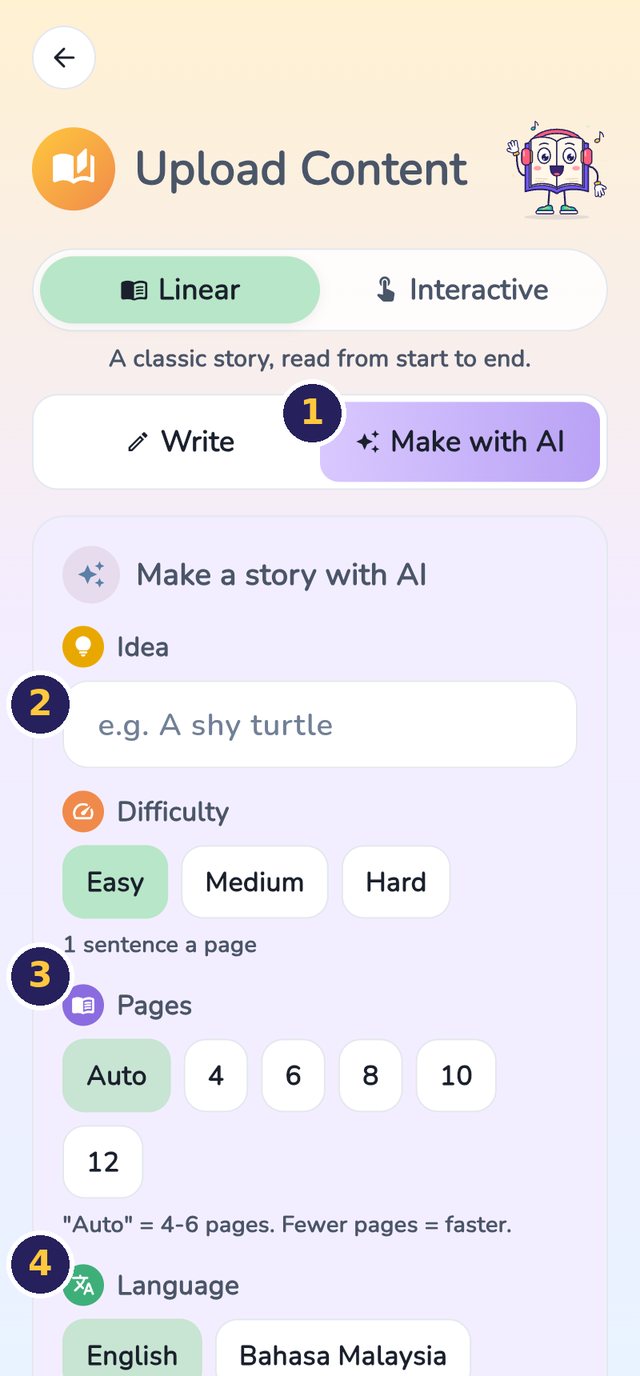 Upload Content
Linear Interactive
A classic story, read from start to end.
1
Write Make with AI
Make a story with AI
Idea
2
e.g. A shy turtle
Difficulty
Easy Medium Hard
1 sentence a page
3
Pages
Auto 4 6 8 10
12
"Auto" = 4-6 pages. Fewer pages = faster.
4
Language
English Bahasa Malaysia